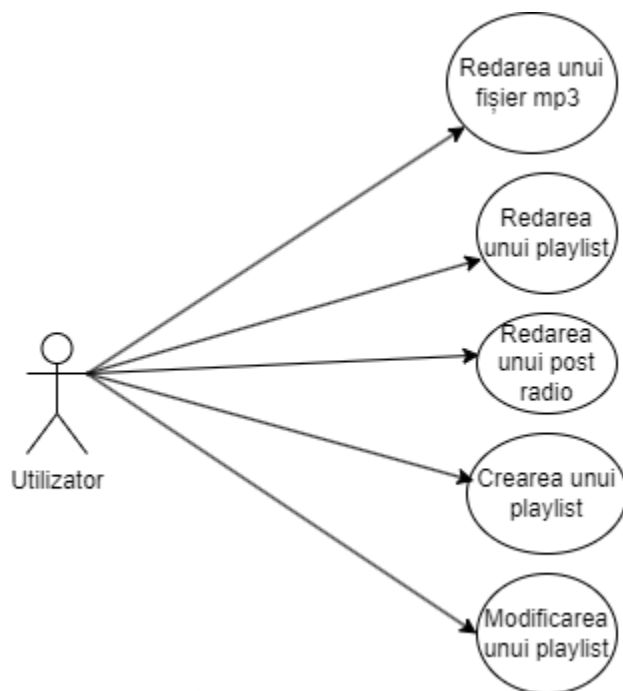 Redarea unui
fișier mp3
Redarea
unui playlist
Redarea
unui post
radio
Utilizator
Crearea unui
playlist
Modificarea
unui playlist